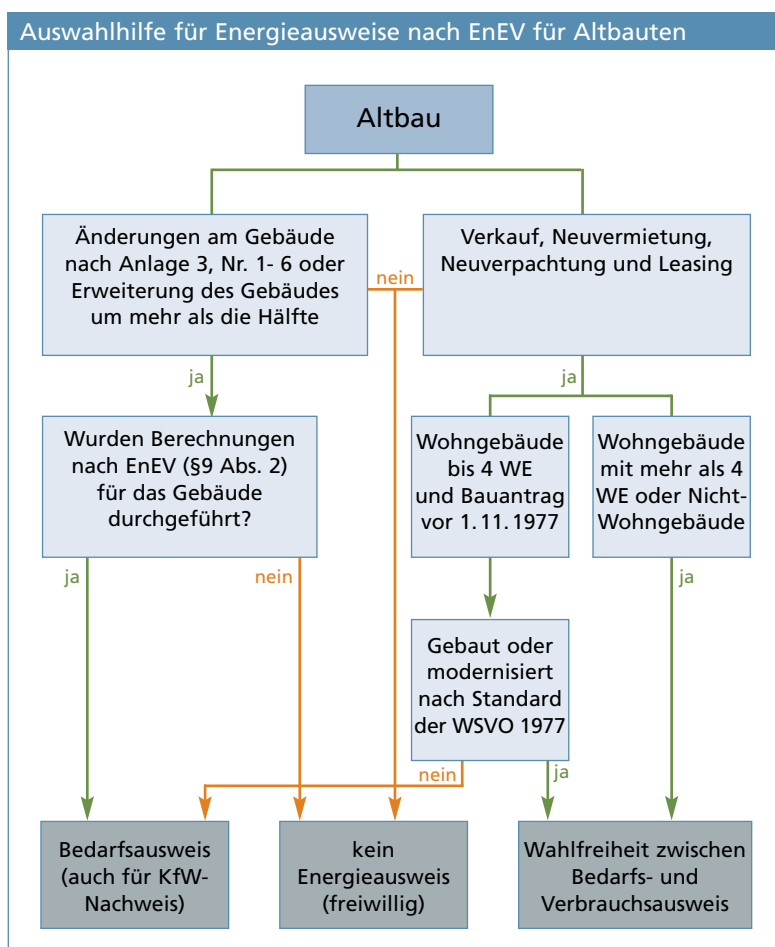 Auswahlhilfe für Energieausweise nach EnEV für Altbauten
Altbau
Änderungen am Gebäude
nach Anlage 3, Nr. 1- 6 oder
Erweiterung des Gebäudes
um mehr als die Hälfte
nein
Verkauf, Neuvermietung,
Neuverpachtung und Leasing
ja
ja
Wurden Berechnungen
nach EnEV (§9 Abs. 2)
für das Gebäude
durchgeführt?
Wohngebäude
bis 4 WE
und Bauantrag
vor 1. 11. 1977
Wohngebäude
mit mehr als 4
WE oder Nicht-
Wohngebäude
ja
nein
ja
Gebaut oder
modernisiert
nach Standard
der WSVO 1977
nein
ja
Bedarfsausweis
(auch für KfW-
Nachweis)
kein
Energieausweis
(freiwillig)
Wahlfreiheit zwischen
Bedarfs- und
Verbrauchsausweis